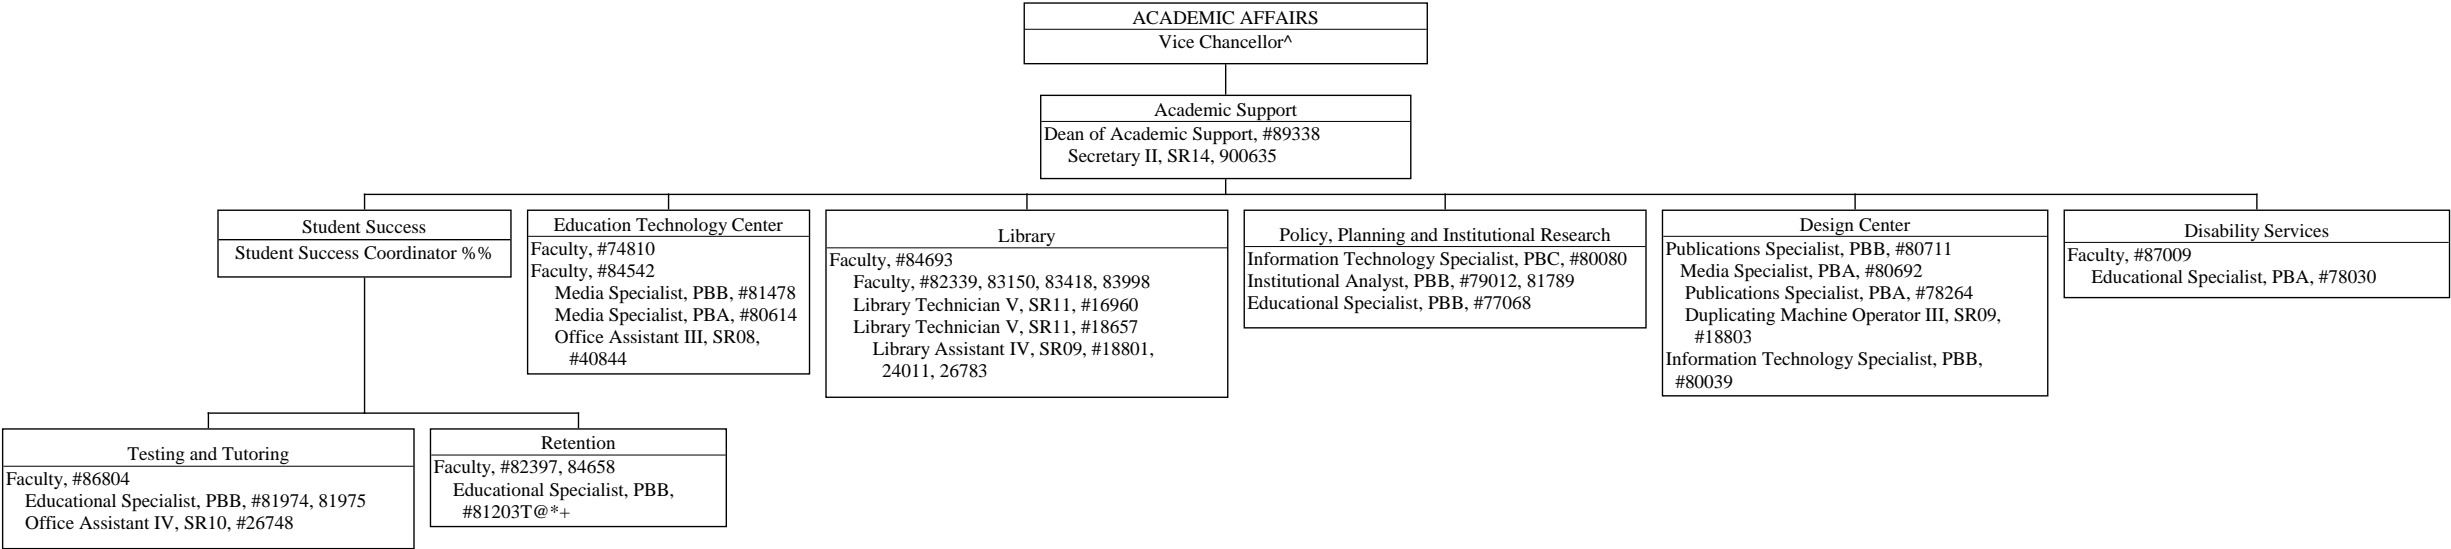 ACADEMIC AFFAIRS
Vice Chancellor^
Academic Support
Dean of Academic Support, #89338
Secretary II, SR14, 900635
Student Success
Student Success Coordinator %%
Education Technology Center
Faculty, #74810
Faculty, #84542
Media Specialist, PBB, #81478
Media Specialist, PBA, #80614
Office Assistant III, SR08,
#40844
Library
Faculty, #84693
Faculty, #82339, 83150, 83418, 83998
Library Technician V, SR11, #16960
Library Technician V, SR11, #18657
Library Assistant IV, SR09, #18801,
24011, 26783
Policy, Planning and Institutional Research
Information Technology Specialist, PBC, #80080
Institutional Analyst, PBB, #79012, 81789
Educational Specialist, PBB, #77068
Design Center
Publications Specialist, PBB, #80711
Media Specialist, PBA, #80692
Publications Specialist, PBA, #78264
Duplicating Machine Operator III, SR09,
#18803
Information Technology Specialist, PBB,
#80039
Disability Services
Faculty, #87009
Educational Specialist, PBA, #78030
Testing and Tutoring
Faculty, #86804
Educational Specialist, PBB, #81974, 81975
Office Assistant IV, SR10, #26748
Retention
Faculty, #82397, 84658
Educational Specialist, PBB,
#81203T@*+